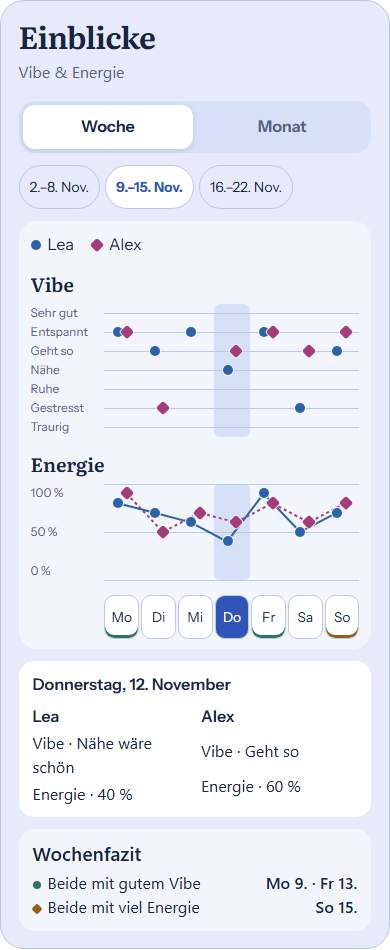 Einblicke
Vibe & Energie
Woche Monat
2.–8. Nov. 9.–15. Nov. 16.–22. Nov.
Lea Alex
Vibe
Sehr gut
Entspannt
Geht so
Nähe
Ruhe
Gestresst
Traurig
Energie
100 %
50 %
0 %
Mo Di Mi Do Fr Sa So
Donnerstag, 12. November
Lea Alex
Vibe · Nähe wäre
schön
Energie · 40 %
Vibe · Geht so
Energie · 60 %
Wochenfazit
Beide mit gutem Vibe Mo 9. · Fr 13.
Beide mit viel Energie So 15.